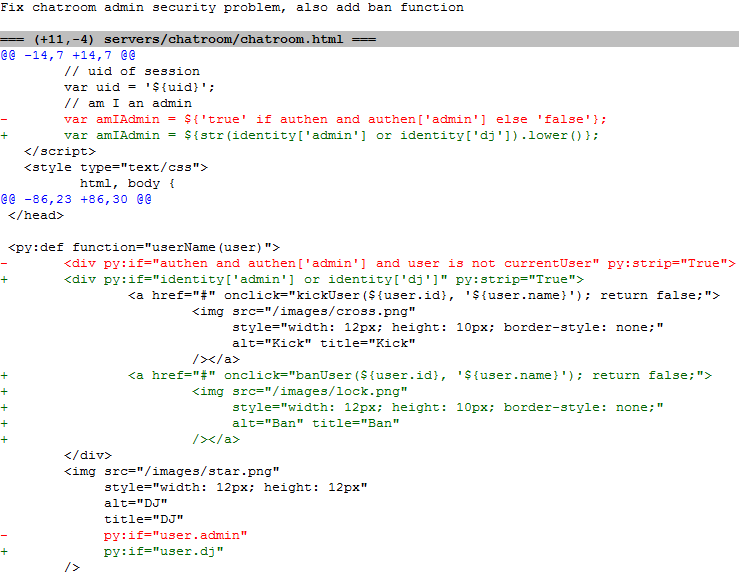 Fix chatroom admin security problem, also add ban function
=== (+11,-4) servers/chatroom/chatroom.html ===
@@ -14,7 +14,7 @@
        // uid of session
        var uid = '${uid}';
        // am I an admin
-       var amIAdmin = ${'true' if authen and authen['admin'] else 'false'};
+       var amIAdmin = ${str(identity['admin'] or identity['dj']).lower()};
   </script>
   <style type="text/css">
          html, body {
@@ -86,23 +86,30 @@
 </head>
 <py:def function="userName(user)">
-       <div py:if="authen and authen['admin'] and user is not currentUser" py:strip="True">
+       <div py:if="identity['admin'] or identity['dj']" py:strip="True">
                <a href="#" onclick="kickUser(${user.id}, '${user.name}'); return false;">
                        <img src="/images/cross.png"
                             style="width: 12px; height: 10px; border-style: none;"
                             alt="Kick" title="Kick"
                        /></a>
+               <a href="#" onclick="banUser(${user.id}, '${user.name}'); return false;">
+                       <img src="/images/lock.png"
+                            style="width: 12px; height: 10px; border-style: none;"
+                            alt="Ban" title="Ban"
+                       /></a>
        </div>
        <img src="/images/star.png"
             style="width: 12px; height: 12px"
             alt="DJ"
             title="DJ"
-            py:if="user.admin"
+            py:if="user.dj"
        />